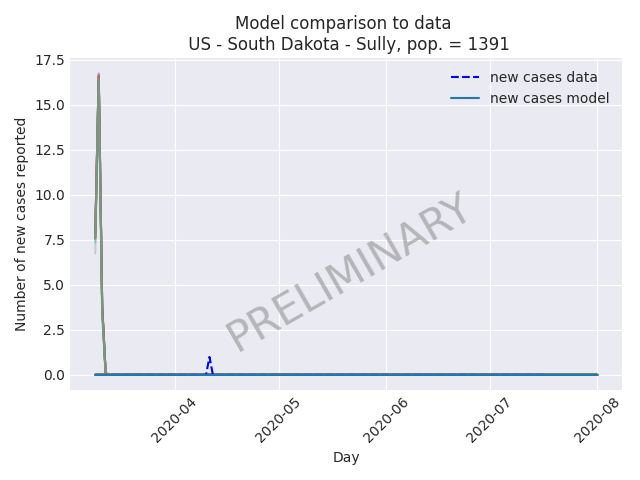 Model comparison to data
US - South Dakota - Sully, pop. = 1391
17.5
15.0
12.5
10.0
7.5
5.0
2.5
0.0
Number of new cases reported
new cases data
new cases model
PRELIMINARY
2020-04
2020-05
2020-06
2020-07
2020-08
Day